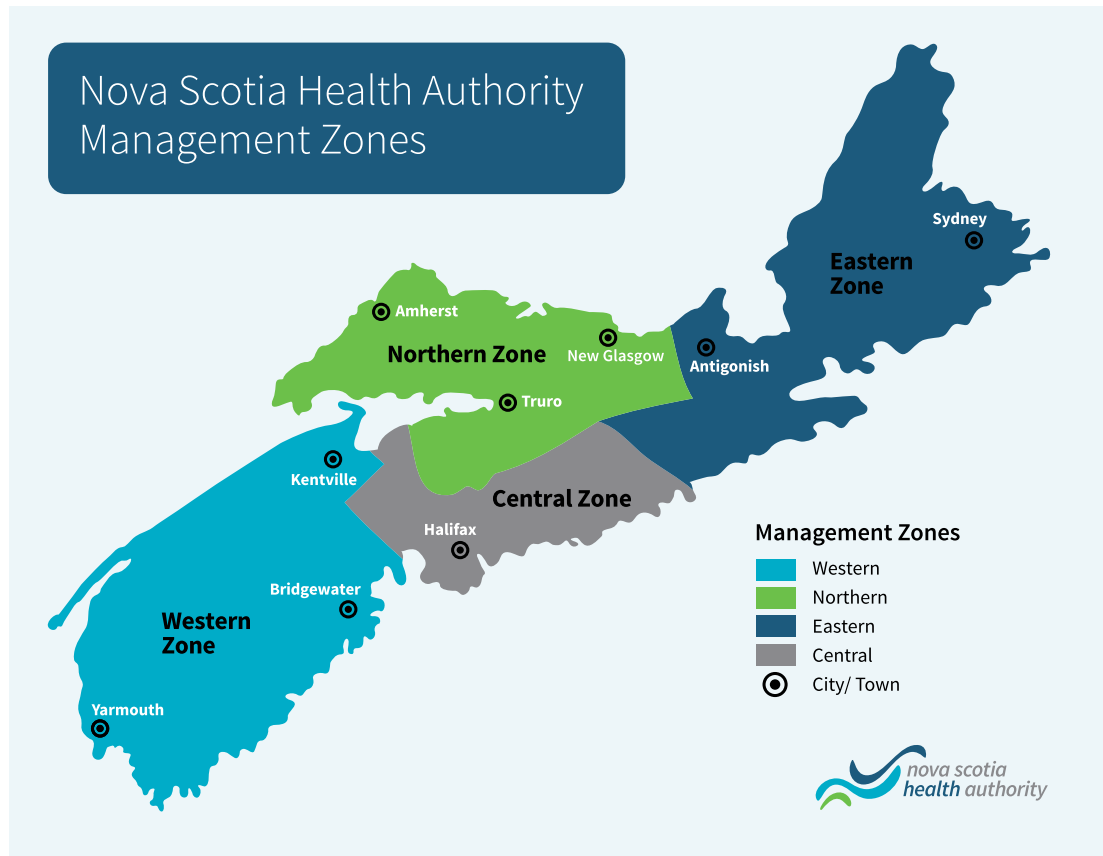 Nova Scotia Health Authority
Management Zones
Sydney
Eastern
Zone
Amherst
Northern Zone
New Glasgow
Antigonish
Truro
Kentville
Central Zone
Halifax
Bridgewater
Western
Zone
Yarmouth
Management Zones
Western
Northern
Eastern
Central
City/ Town
nova scotia
health authority